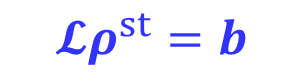 𝓛𝝆ˢᵗ = 𝒃